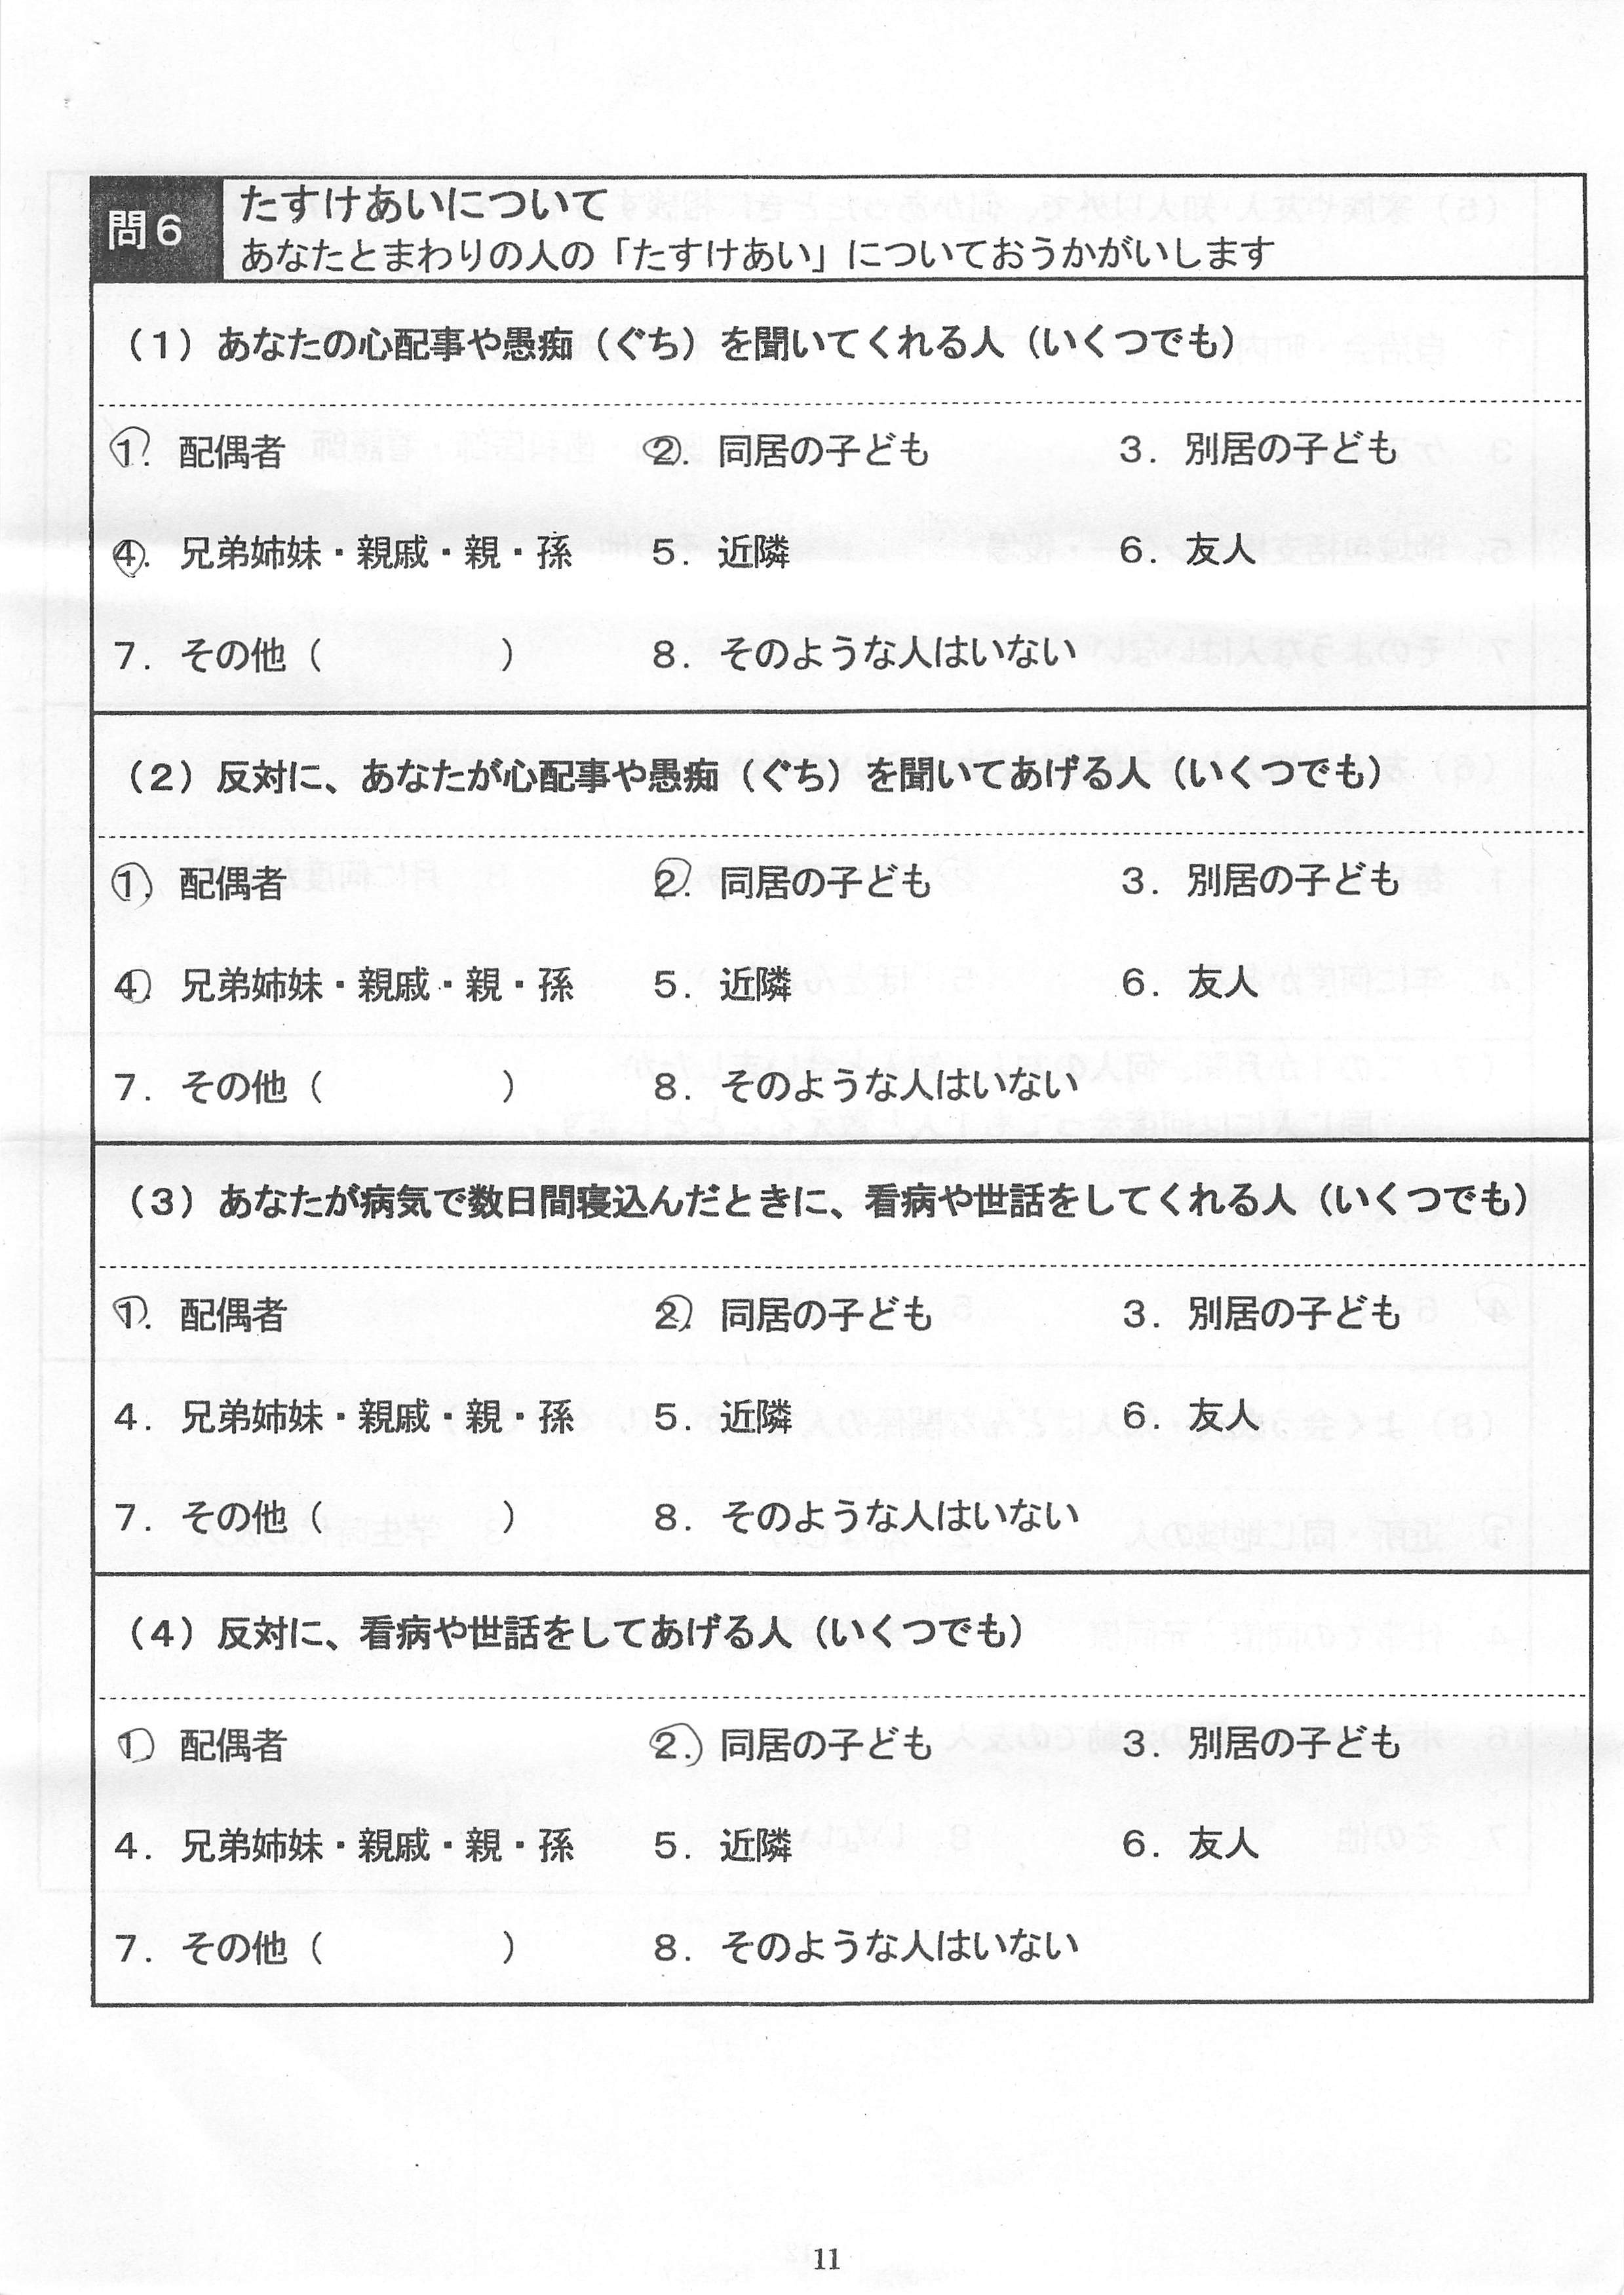 問6
たすけあいについて
あなたとまわりの人の「たすけあい」についておうかがいします
（1）あなたの心配事や愚痴（ぐち）を聞いてくれる人（いくつでも）
1. 配偶者 2. 同居の子ども 3. 別居の子ども
4. 兄弟姉妹・親戚・親・孫 5. 近隣 6. 友人
7. その他（ ） 8. そのような人はいない
（2）反対に、あなたが心配事や愚痴（ぐち）を聞いてあげる人（いくつでも）
1. 配偶者 2. 同居の子ども 3. 別居の子ども
4. 兄弟姉妹・親戚・親・孫 5. 近隣 6. 友人
7. その他（ ） 8. そのような人はいない
（3）あなたが病気で数日間寝込んだときに、看病や世話をしてくれる人（いくつでも）
1. 配偶者 2. 同居の子ども 3. 別居の子ども
4. 兄弟姉妹・親戚・親・孫 5. 近隣 6. 友人
7. その他（ ） 8. そのような人はいない
（4）反対に、看病や世話をしてあげる人（いくつでも）
1. 配偶者 2. 同居の子ども 3. 別居の子ども
4. 兄弟姉妹・親戚・親・孫 5. 近隣 6. 友人
7. その他（ ） 8. そのような人はいない
11